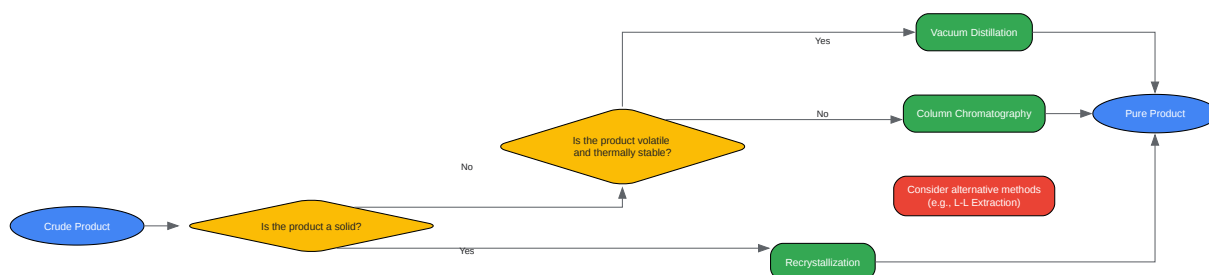 Vacuum Distillation
Yes
Is the product volatile
and thermally stable?
No
Column Chromatography
Pure Product
No
Consider alternative methods
(e.g., L-L Extraction)
Crude Product
Is the product a solid?
Yes
Recrystallization